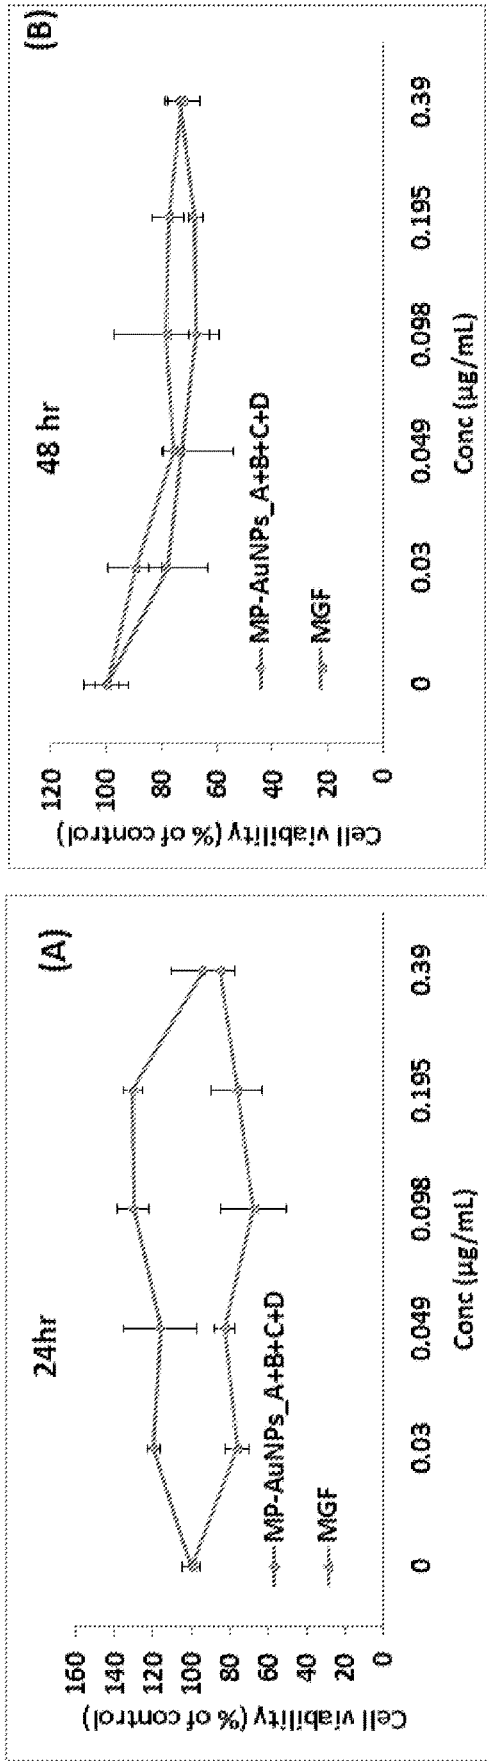 (A)
24hr
Cell viability (% of control)
160
140
120
100
80
60
40
20
0
MP-AuNPs_A+B+C+D
MGF
0
0.03
0.049
0.098
0.195
0.39
Conc (µg/mL)
(B)
48 hr
Cell viability (% of control)
120
100
80
60
40
20
0
MP-AuNPs_A+B+C+D
MGF
0
0.03
0.049
0.098
0.195
0.39
Conc (µg/mL)